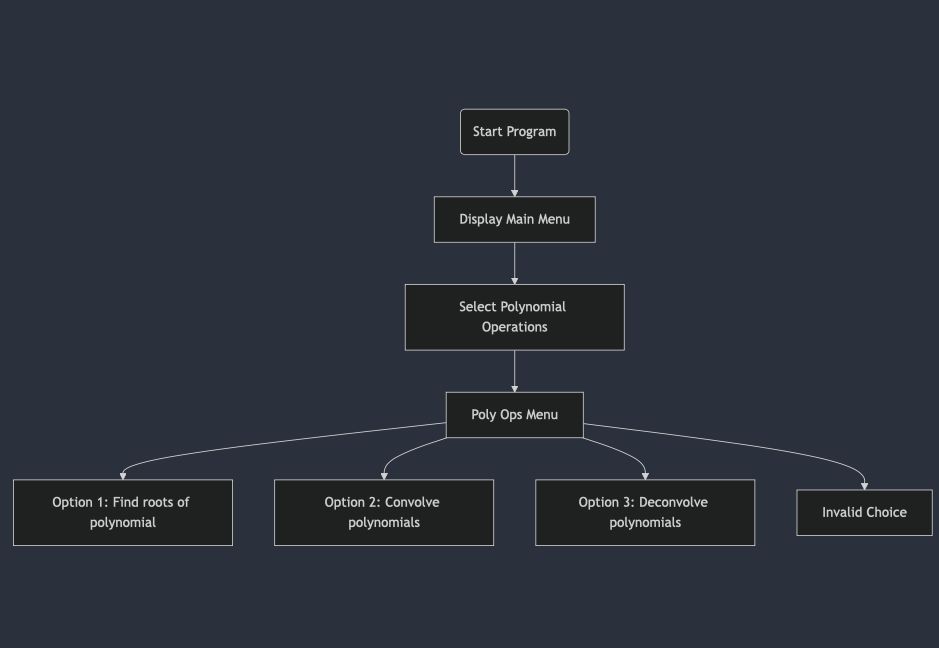 Start Program
Display Main Menu
Select Polynomial
Operations
Poly Ops Menu
Option 1: Find roots of
polynomial
Option 2: Convolve
polynomials
Option 3: Deconvolve
polynomials
Invalid Choice